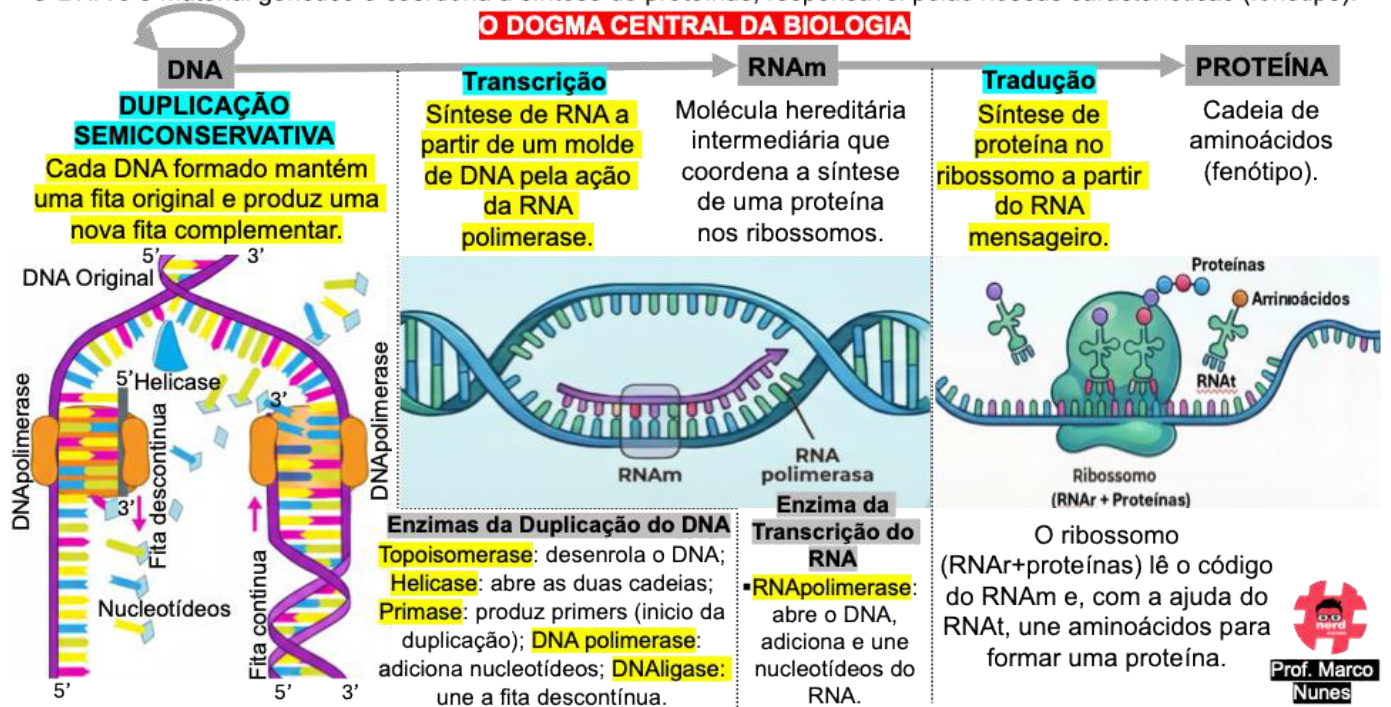 O DOGMA CENTRAL DA BIOLOGIA
DNA
RNAm
PROTEÍNA
DUPLICAÇÃO
SEMICONSERVATIVA
Cada DNA formado mantém
uma fita original e produz uma
nova fita complementar.
Transcrição
Síntese de RNA a
partir de um molde
de DNA pela ação
da RNA
polimerase.
Molécula hereditária
intermediária que
coordena a síntese
de uma proteína
nos ribossomos.
Tradução
Síntese de
proteína no
ribossomo a partir
do RNA
mensageiro.
Cadeia de
aminoácidos
(fenótipo).
5’
3’
DNA Original
DNApolimerase
5’
Helicase
3’
DNApolimerase
Fita descontinua
3’
Nucleotídeos
Fita continua
5’
5’
3’
RNAm
RNA
polimerasa
Proteínas
Arrinoácidos
RNAt
Ribossomo
(RNAr + Proteínas)
Enzimas da Duplicação do DNA
Topoisomerase: desenrola o DNA;
Helicase: abre as duas cadeias;
Primase: produz primers (inicio da
duplicação); DNA polimerase:
adiciona nucleotídeos; DNAligase:
une a fita descontínua.
Enzima da
Transcrição do
RNA
▪RNApolimerase:
abre o DNA,
adiciona e une
nucleotídeos do
RNA.
O ribossomo
(RNAr+proteínas) lê o código
do RNAm e, com a ajuda do
RNAt, une aminoácidos para
formar uma proteína.
nerd
Prof. Marco
Nunes